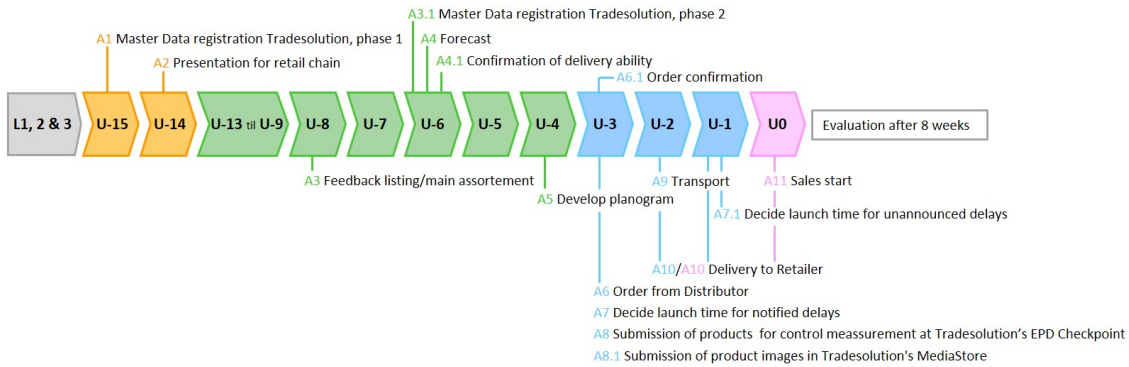 A3.1 Master Data registration Tradesolution, phase 2
A1 Master Data registration Tradesolution, phase 1
A4 Forecast
A2 Presentation for retail chain
A4.1 Confirmation of delivery ability
A6.1 Order confirmation
L1, 2 & 3
U-15
U-14
U-13 til U-9
U-8
U-7
U-6
U-5
U-4
U-3
U-2
U-1
U0
Evaluation after 8 weeks
A3 Feedback listing/main assortement
A9 Transport
A11 Sales start
A5 Develop planogram
A7.1 Decide launch time for unannounced delays
A10/A10 Delivery to Retailer
A6 Order from Distributor
A7 Decide launch time for notified delays
A8 Submission of products for control meassurement at Tradesolution's EPD Checkpoint
A8.1 Submission of product images in Tradesolution's MediaStore